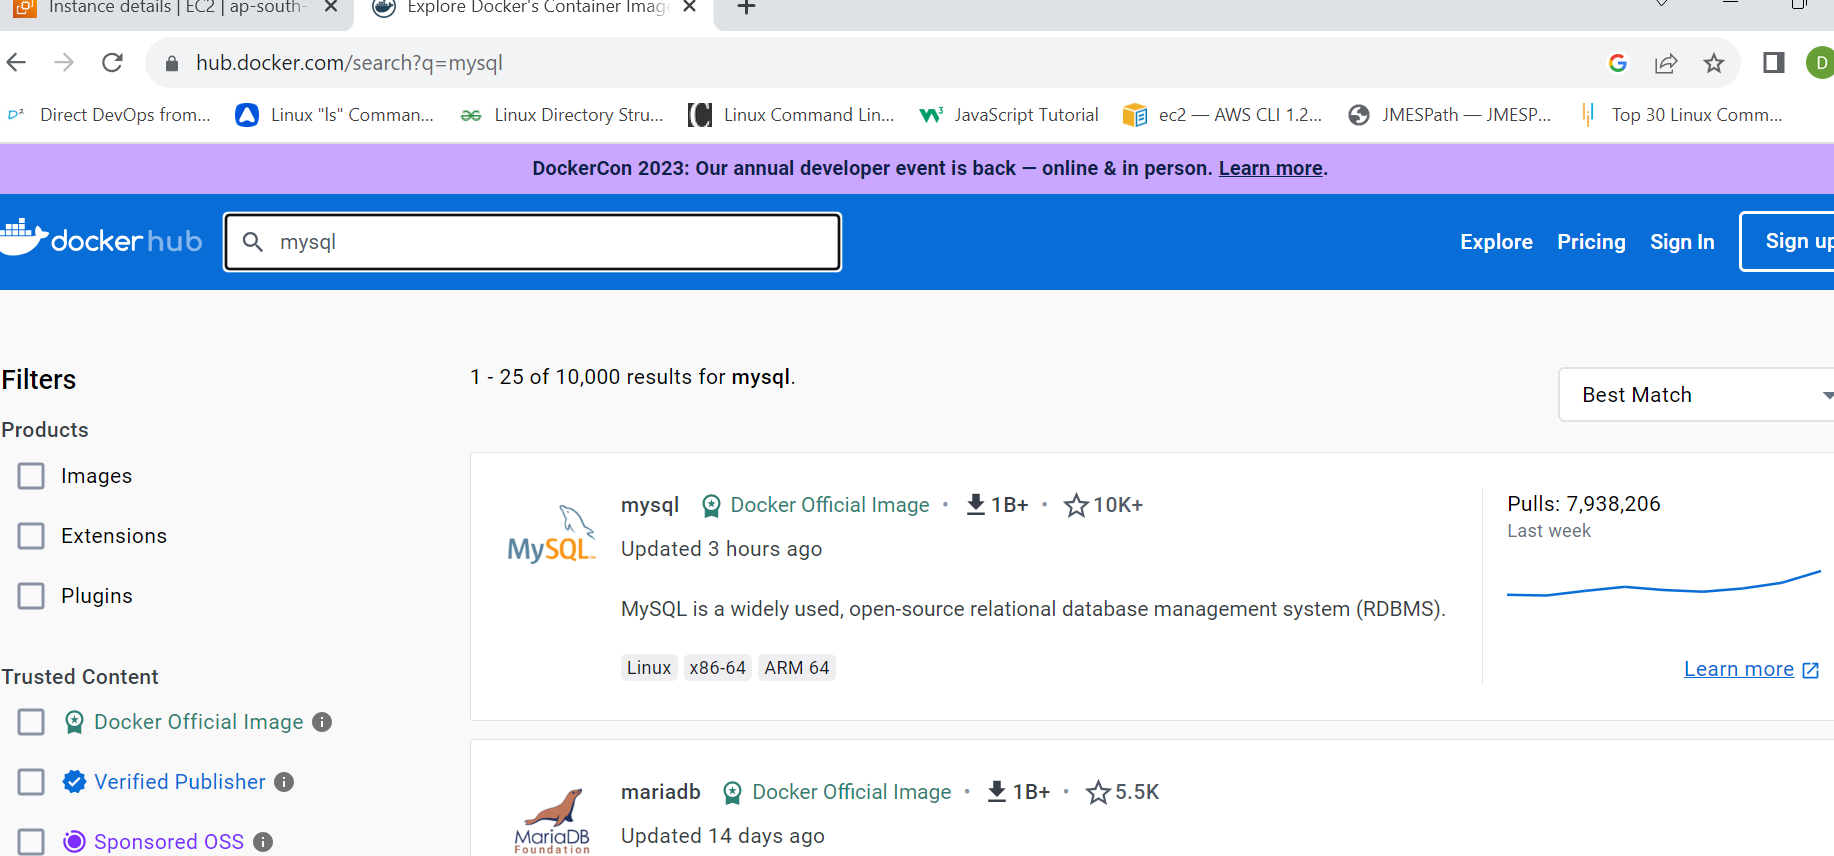 Instance details | EC2 | ap-south-
Explore Docker's Container Imag
hub.docker.com/search?q=mysql
D
Direct DevOps from...
Linux "ls" Comman...
Linux Directory Stru...
Linux Command Lin...
JavaScript Tutorial
ec2 — AWS CLI 1.2...
JMESPath — JMESP...
Top 30 Linux Comm...
DockerCon 2023: Our annual developer event is back — online & in person. Learn more.
docker hub
mysql
Explore
Pricing
Sign In
Sign up
Filters
Products
Images
Extensions
Plugins
Trusted Content
Docker Official Image
Verified Publisher
Sponsored OSS
1 - 25 of 10,000 results for mysql.
Best Match
MySQL™
mysql Docker Official Image • 1B+ • 10K+
Updated 3 hours ago
MySQL is a widely used, open-source relational database management system (RDBMS).
Linux x86-64 ARM 64
Pulls: 7,938,206
Last week
Learn more
MariaDB
Foundation
mariadb Docker Official Image • 1B+ • 5.5K
Updated 14 days ago